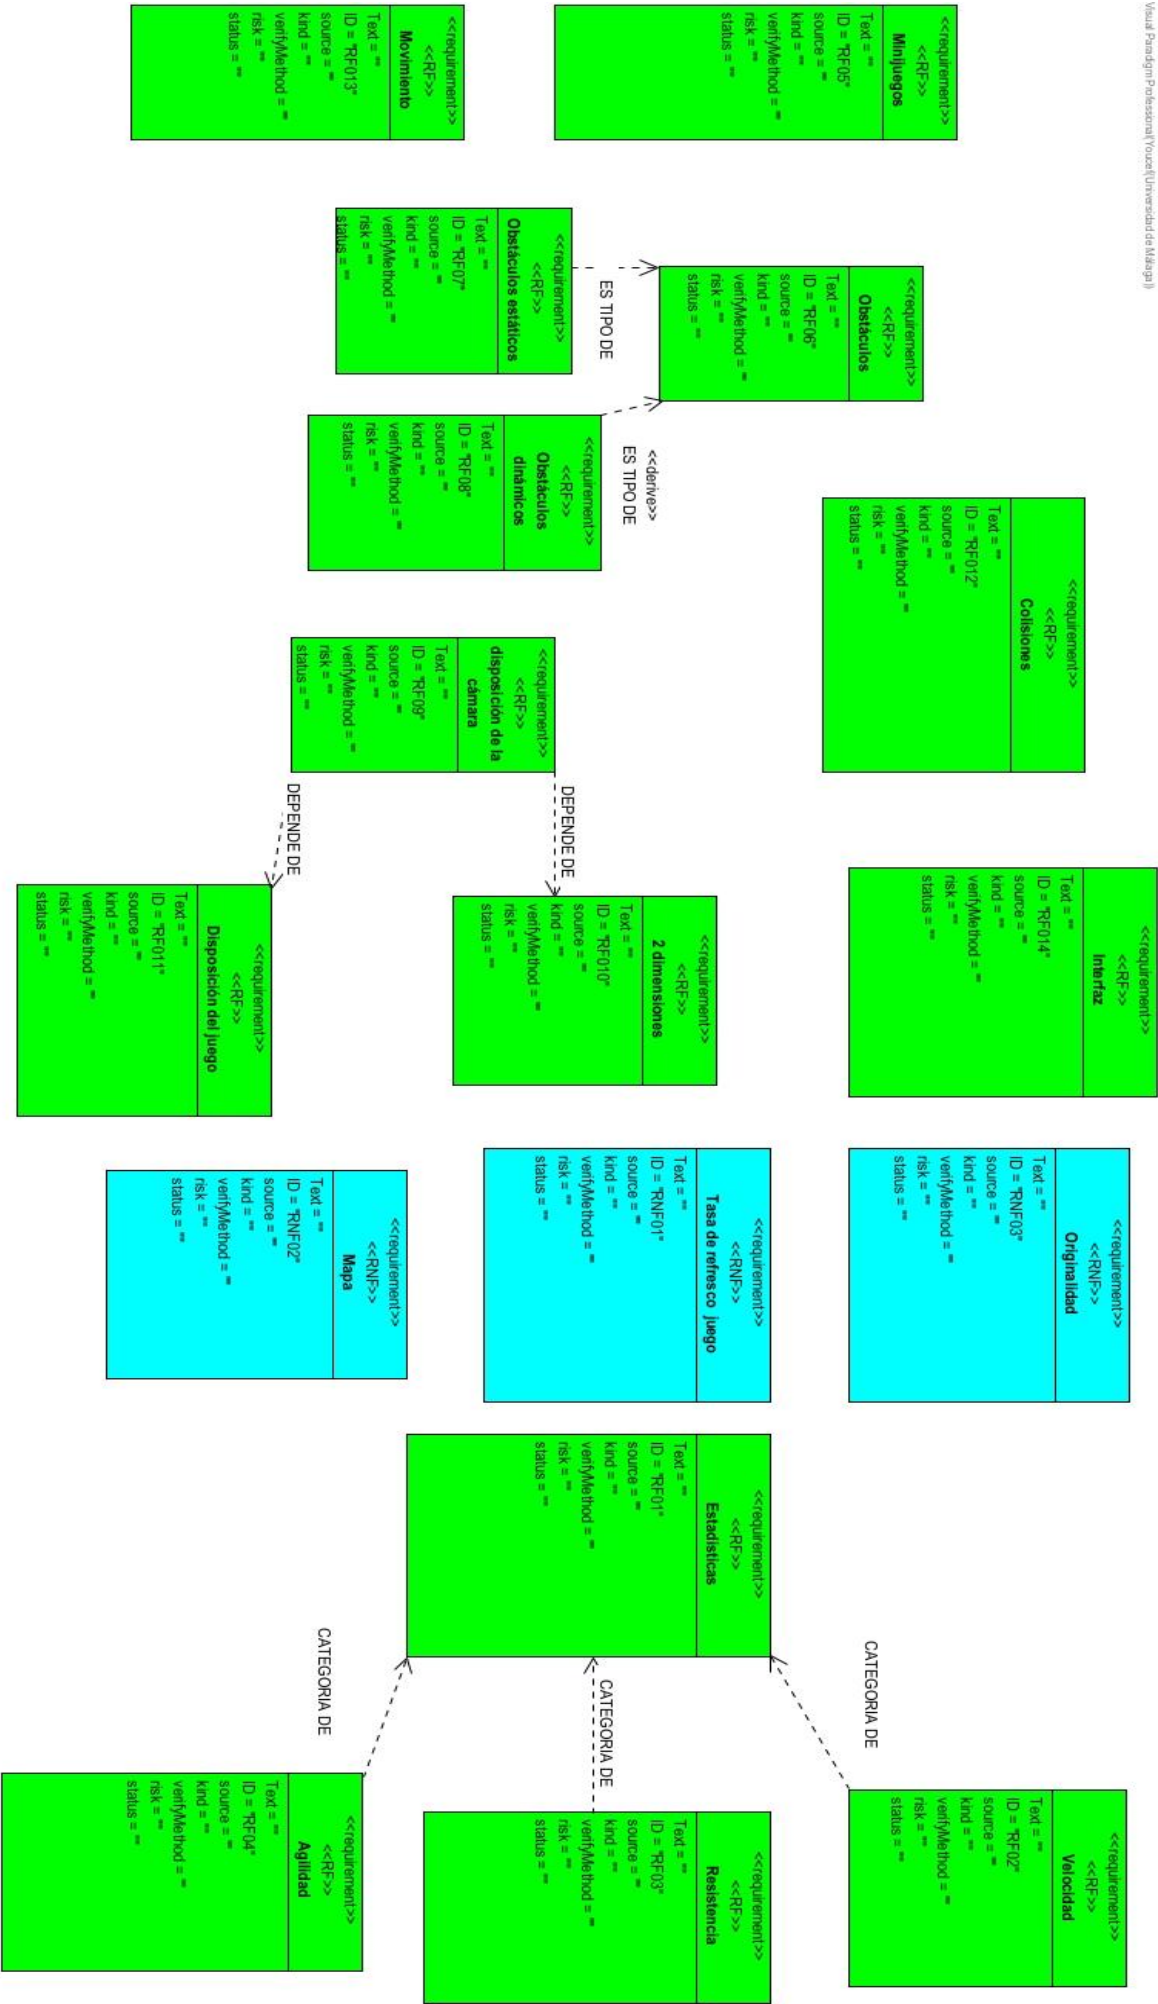 Visual Paradigm Professional(Youcef(Universidad de Málaga))
<<requirement>>
<<RF>>
Minijuegos
Text = ""
ID = "RF05"
source = ""
kind = ""
verifyMethod = ""
risk = ""
status = ""
<<requirement>>
<<RF>>
Obstáculos
Text = ""
ID = "RF06"
source = ""
kind = ""
verifyMethod = ""
risk = ""
status = ""
<<requirement>>
<<RF>>
Colisiones
Text = ""
ID = "RF012"
source = ""
kind = ""
verifyMethod = ""
risk = ""
status = ""
<<requirement>>
<<RF>>
Interfaz
Text = ""
ID = "RF014"
source = ""
kind = ""
verifyMethod = ""
risk = ""
status = ""
<<requirement>>
<<RNF>>
Originalidad
Text = ""
ID = "RNF03"
source = ""
kind = ""
verifyMethod = ""
risk = ""
status = ""
<<requirement>>
<<RF>>
Velocidad
Text = ""
ID = "RF02"
source = ""
kind = ""
verifyMethod = ""
risk = ""
status = ""
CATEGORIA DE
ES TIPO DE
<<derive>>
ES TIPO DE
<<requirement>>
<<RF>>
Movimiento
Text = ""
ID = "RF013"
source = ""
kind = ""
verifyMethod = ""
risk = ""
status = ""
<<requirement>>
<<RF>>
Obstáculos estáticos
Text = ""
ID = "RF07"
source = ""
kind = ""
verifyMethod = ""
risk = ""
status = ""
<<requirement>>
<<RF>>
Obstáculos
dinámicos
Text = ""
ID = "RF08"
source = ""
kind = ""
verifyMethod = ""
risk = ""
status = ""
<<requirement>>
<<RF>>
disposición de la
cámara
Text = ""
ID = "RF09"
source = ""
kind = ""
verifyMethod = ""
risk = ""
status = ""
DEPENDE DE
<<requirement>>
<<RF>>
2 dimensiones
Text = ""
ID = "RF010"
source = ""
kind = ""
verifyMethod = ""
risk = ""
status = ""
<<requirement>>
<<RNF>>
Tasa de refresco juego
Text = ""
ID = "RNF01"
source = ""
kind = ""
verifyMethod = ""
risk = ""
status = ""
<<requirement>>
<<RF>>
Estadisticas
Text = ""
ID = "RF01"
source = ""
kind = ""
verifyMethod = ""
risk = ""
status = ""
CATEGORIA DE
<<requirement>>
<<RF>>
Resistencia
Text = ""
ID = "RF03"
source = ""
kind = ""
verifyMethod = ""
risk = ""
status = ""
DEPENDE DE
<<requirement>>
<<RF>>
Disposición del juego
Text = ""
ID = "RF011"
source = ""
kind = ""
verifyMethod = ""
risk = ""
status = ""
<<requirement>>
<<RNF>>
Mapa
Text = ""
ID = "RNF02"
source = ""
kind = ""
verifyMethod = ""
risk = ""
status = ""
CATEGORIA DE
<<requirement>>
<<RF>>
Agilidad
Text = ""
ID = "RF04"
source = ""
kind = ""
verifyMethod = ""
risk = ""
status = ""